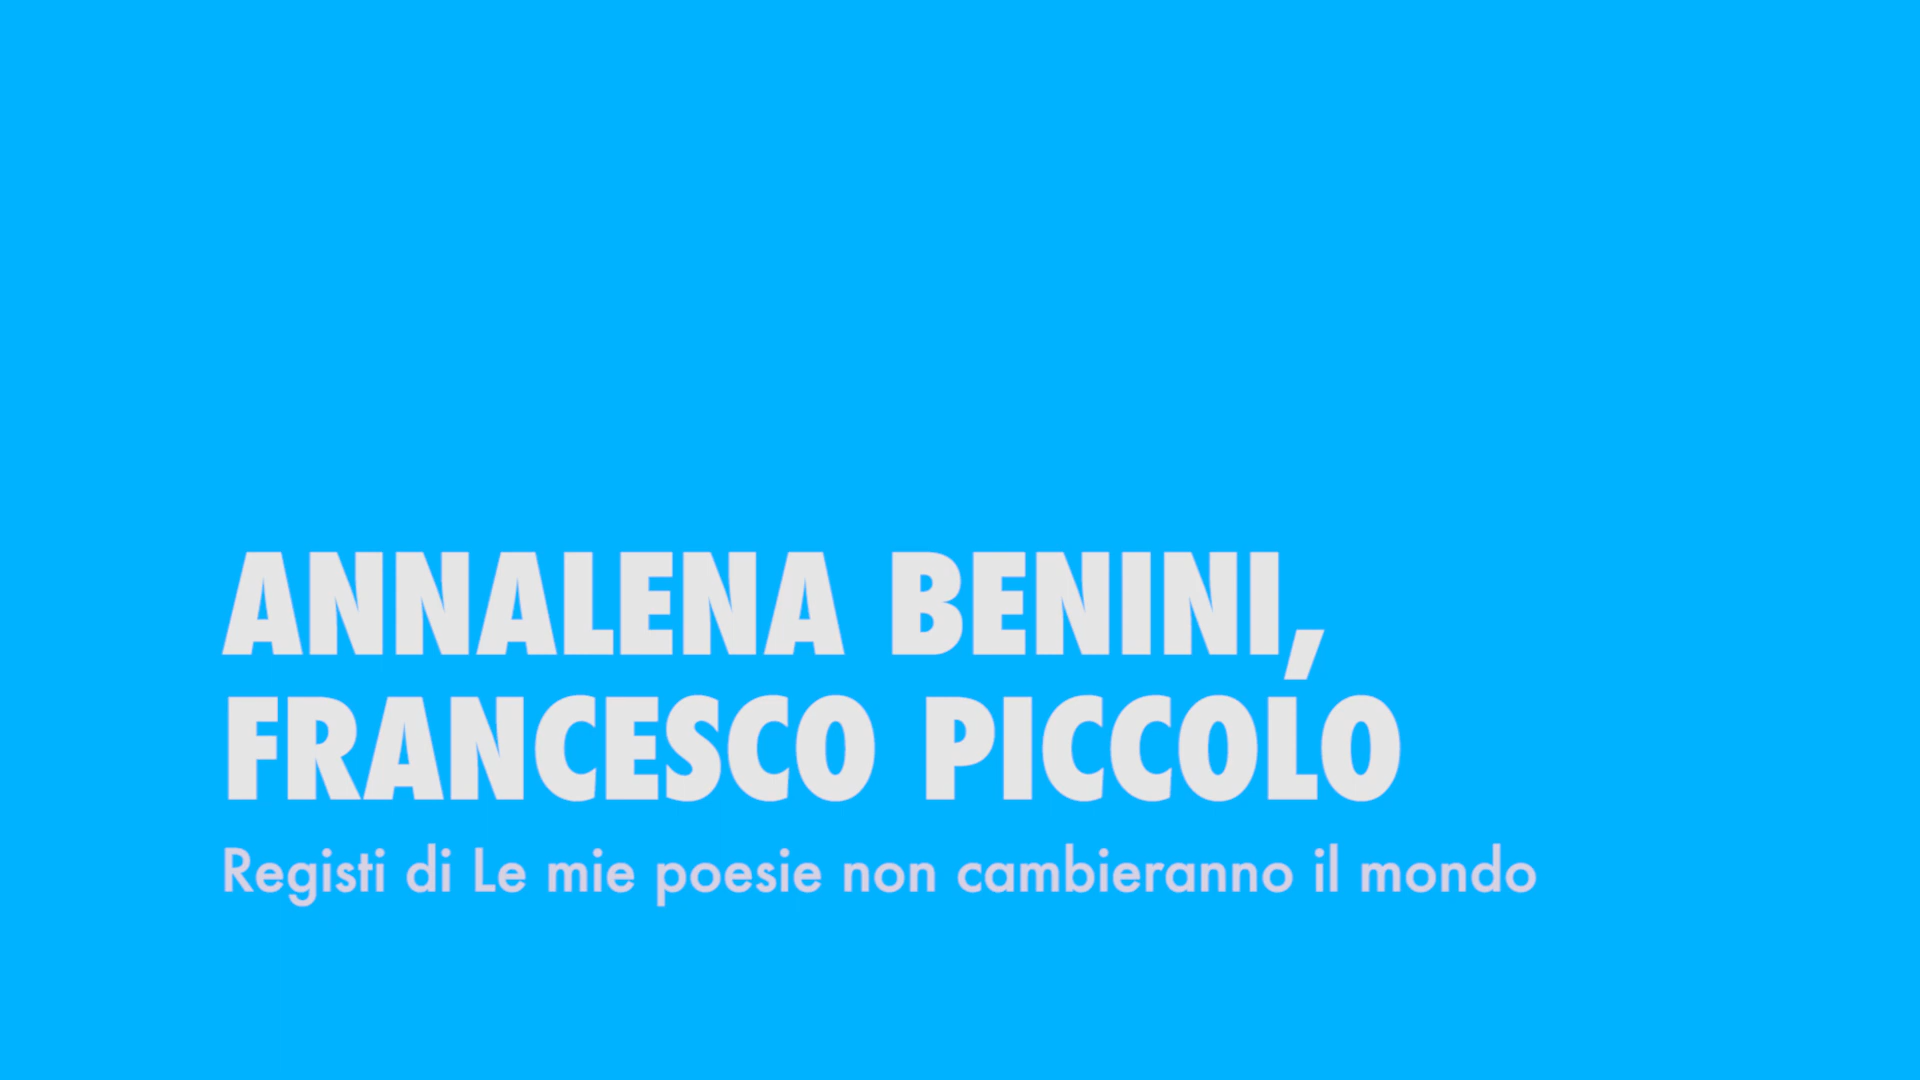 ANNALENA BENINI,
FRANCESCO PICCOLO
Registi di Le mie poesie non cambieranno il mondo